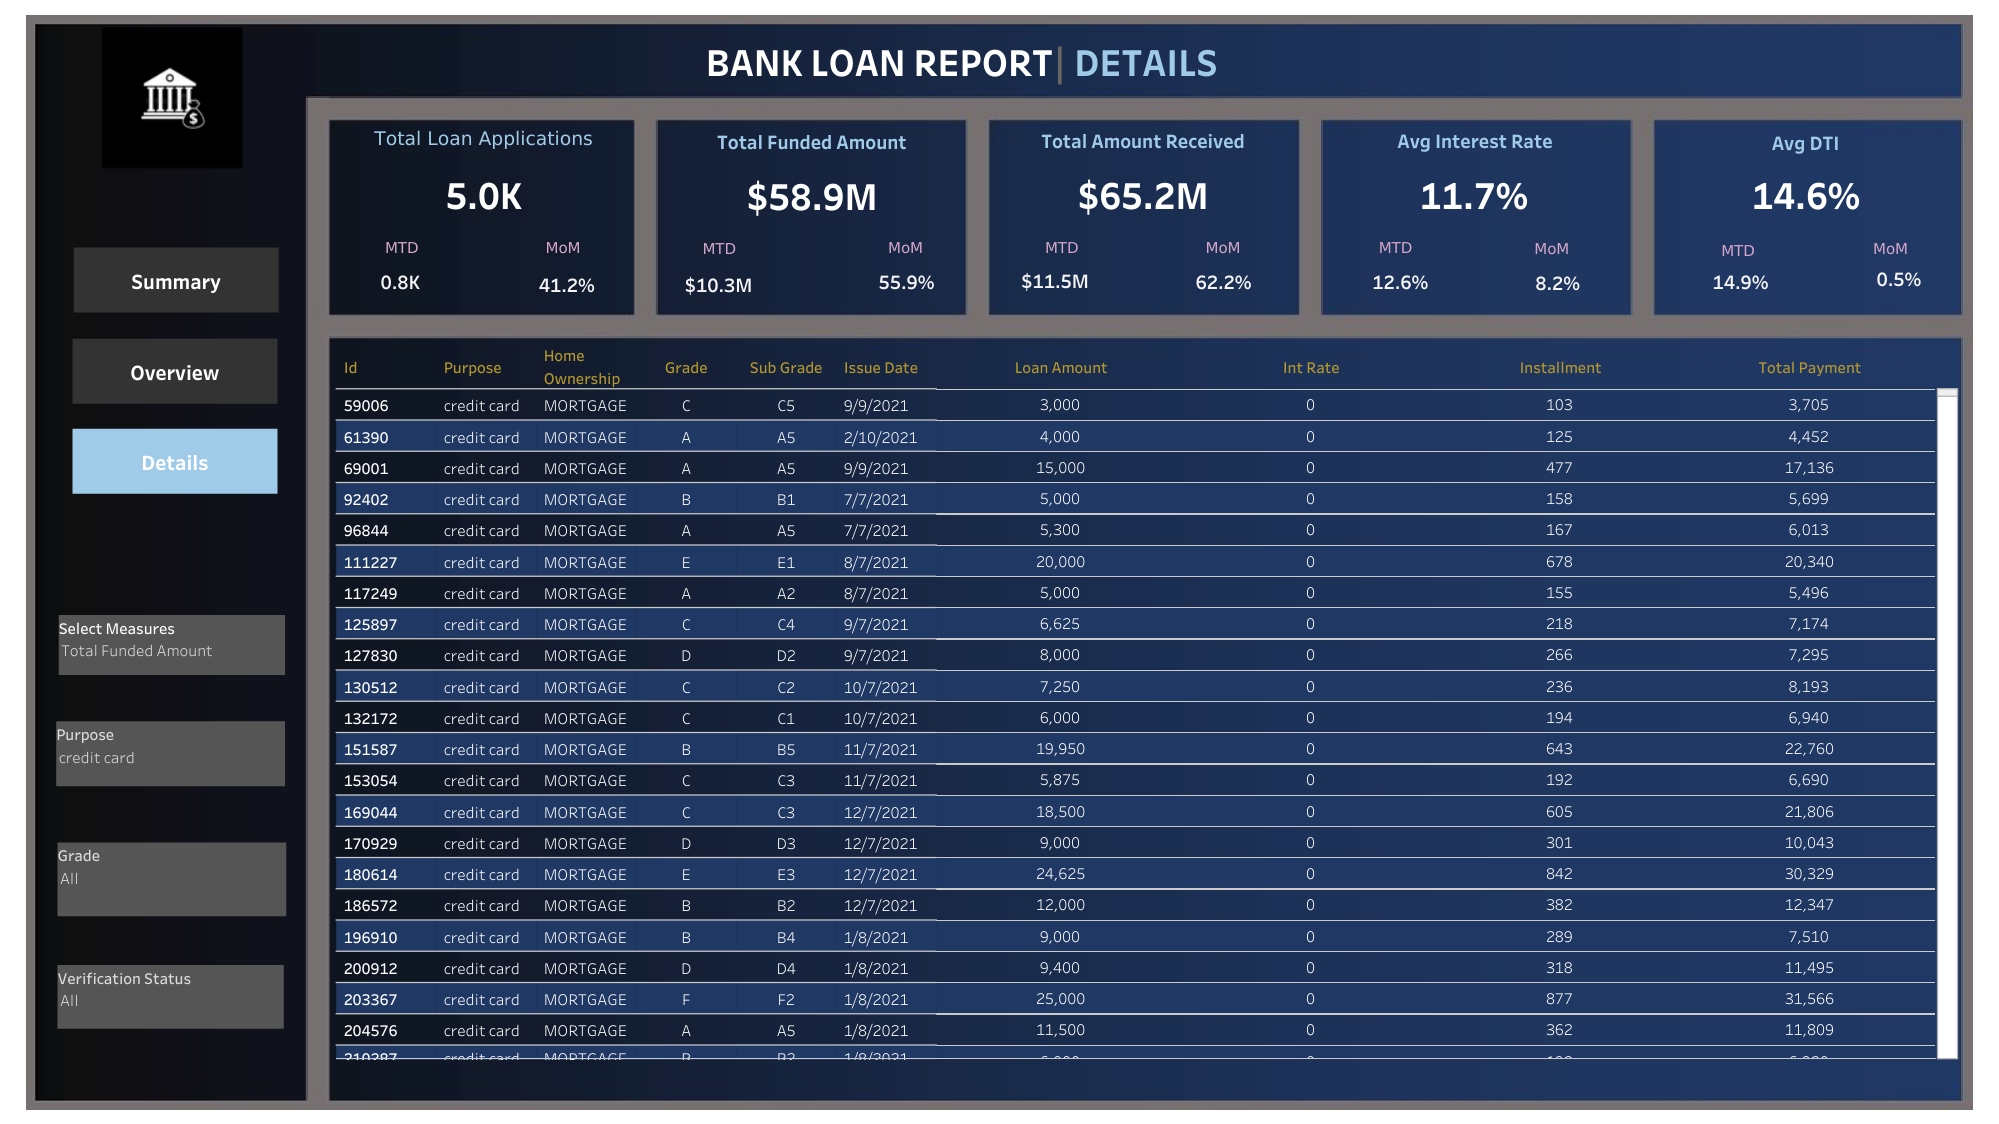 BANK LOAN REPORT| DETAILS
$
Total Loan Applications
5.0K
MTD MoM
0.8K 41.2%
Total Funded Amount
$58.9M
MTD MoM
$10.3M 55.9%
Total Amount Received
$65.2M
MTD MoM
$11.5M 62.2%
Avg Interest Rate
11.7%
MTD MoM
12.6% 8.2%
Avg DTI
14.6%
MTD MoM
14.9% 0.5%
Summary
Overview
Details
Select Measures
Total Funded Amount
Purpose
credit card
Grade
All
Verification Status
All
Id Purpose Home Ownership Grade Sub Grade Issue Date Loan Amount Int Rate Installment Total Payment
59006 credit card MORTGAGE C C5 9/9/2021 3,000 0 103 3,705
61390 credit card MORTGAGE A A5 2/10/2021 4,000 0 125 4,452
69001 credit card MORTGAGE A A5 9/9/2021 15,000 0 477 17,136
92402 credit card MORTGAGE B B1 7/7/2021 5,000 0 158 5,699
96844 credit card MORTGAGE A A5 7/7/2021 5,300 0 167 6,013
111227 credit card MORTGAGE E E1 8/7/2021 20,000 0 678 20,340
117249 credit card MORTGAGE A A2 8/7/2021 5,000 0 155 5,496
125897 credit card MORTGAGE C C4 9/7/2021 6,625 0 218 7,174
127830 credit card MORTGAGE D D2 9/7/2021 8,000 0 266 7,295
130512 credit card MORTGAGE C C2 10/7/2021 7,250 0 236 8,193
132172 credit card MORTGAGE C C1 10/7/2021 6,000 0 194 6,940
151587 credit card MORTGAGE B B5 11/7/2021 19,950 0 643 22,760
153054 credit card MORTGAGE C C3 11/7/2021 5,875 0 192 6,690
169044 credit card MORTGAGE C C3 12/7/2021 18,500 0 605 21,806
170929 credit card MORTGAGE D D3 12/7/2021 9,000 0 301 10,043
180614 credit card MORTGAGE E E3 12/7/2021 24,625 0 842 30,329
186572 credit card MORTGAGE B B2 12/7/2021 12,000 0 382 12,347
196910 credit card MORTGAGE B B4 1/8/2021 9,000 0 289 7,510
200912 credit card MORTGAGE D D4 1/8/2021 9,400 0 318 11,495
203367 credit card MORTGAGE F F2 1/8/2021 25,000 0 877 31,566
204576 credit card MORTGAGE A A5 1/8/2021 11,500 0 362 11,809
credit card MORTGAGE 1/8/2021